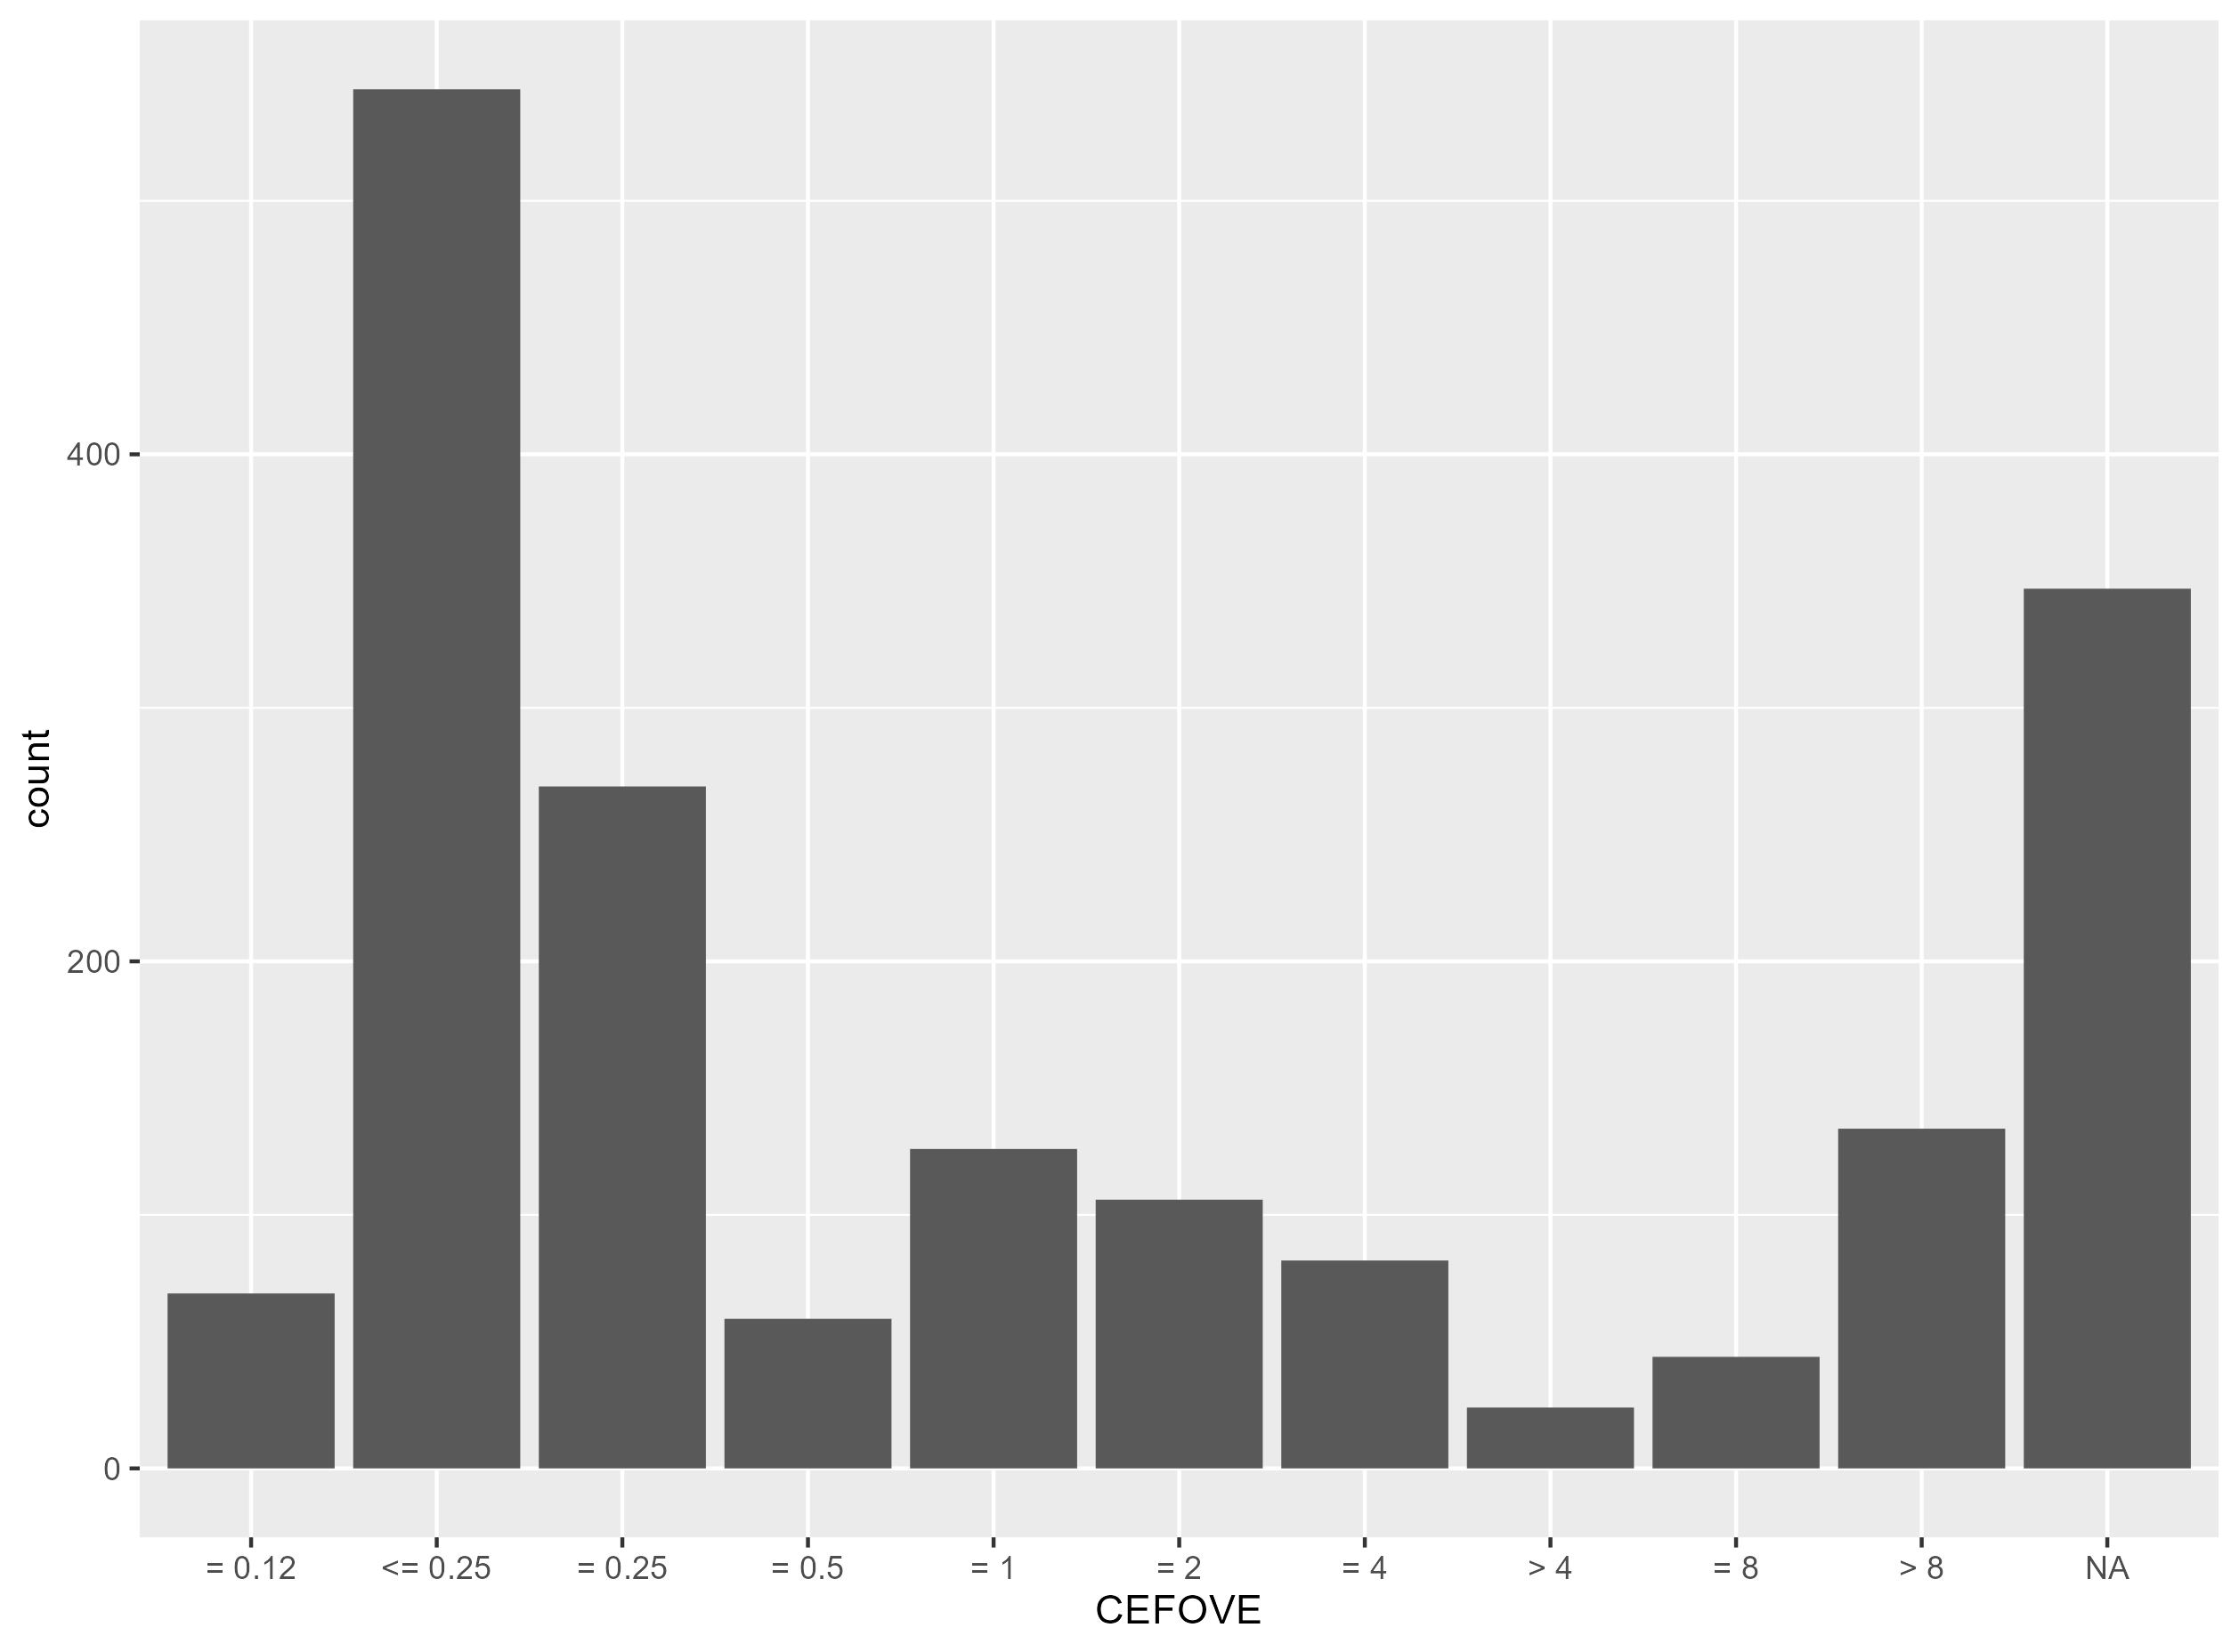 count
400
200
0
= 0.12 <= 0.25 = 0.25 = 0.5 = 1 = 2 = 4 > 4 = 8 > 8 NA
CEFOVE